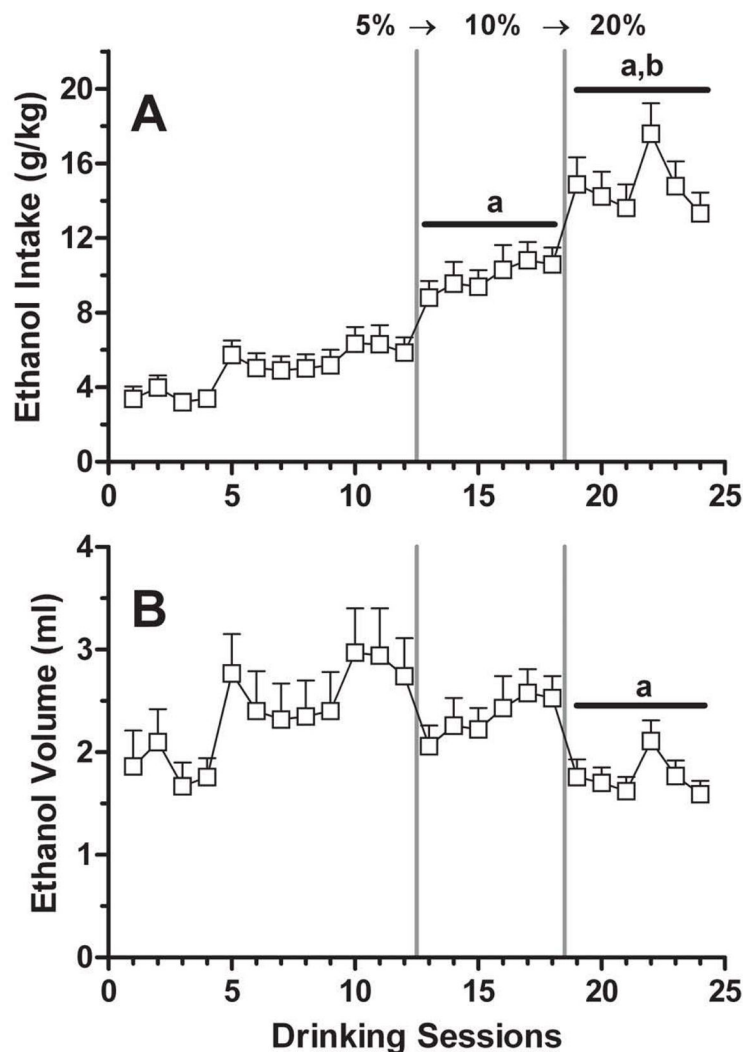 5% → 10% → 20%
A
a
a,b
Ethanol Intake (g/kg)
20
16
12
8
4
0
0 5 10 15 20 25
B
a
Ethanol Volume (ml)
4
3
2
1
0
0 5 10 15 20 25
Drinking Sessions